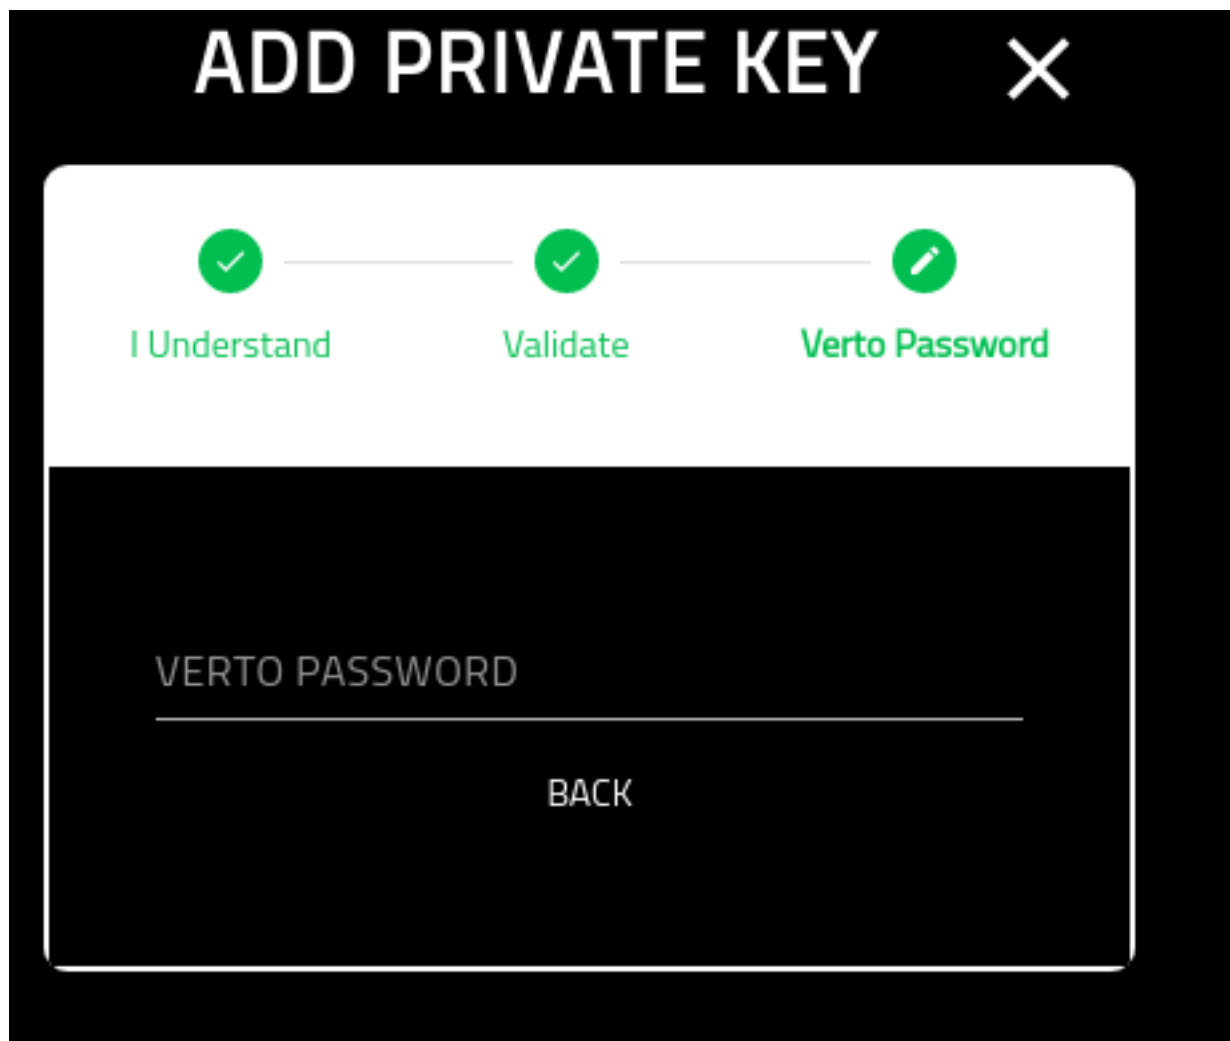 ADD PRIVATE KEY
I Understand
Validate
Verto Password
VERTO PASSWORD
BACK